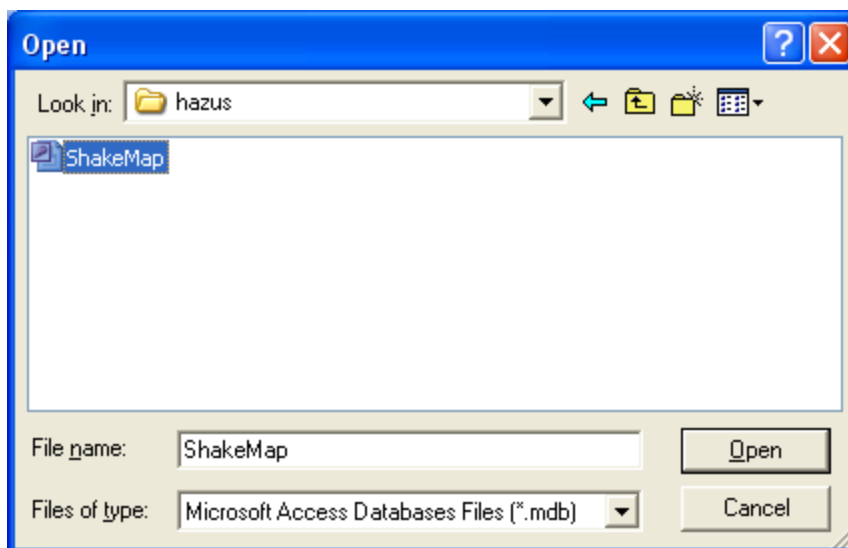 Open
Look in: hazus
ShakeMap
File name: ShakeMap Open
Files of type: Microsoft Access Databases Files (*.mdb) Cancel